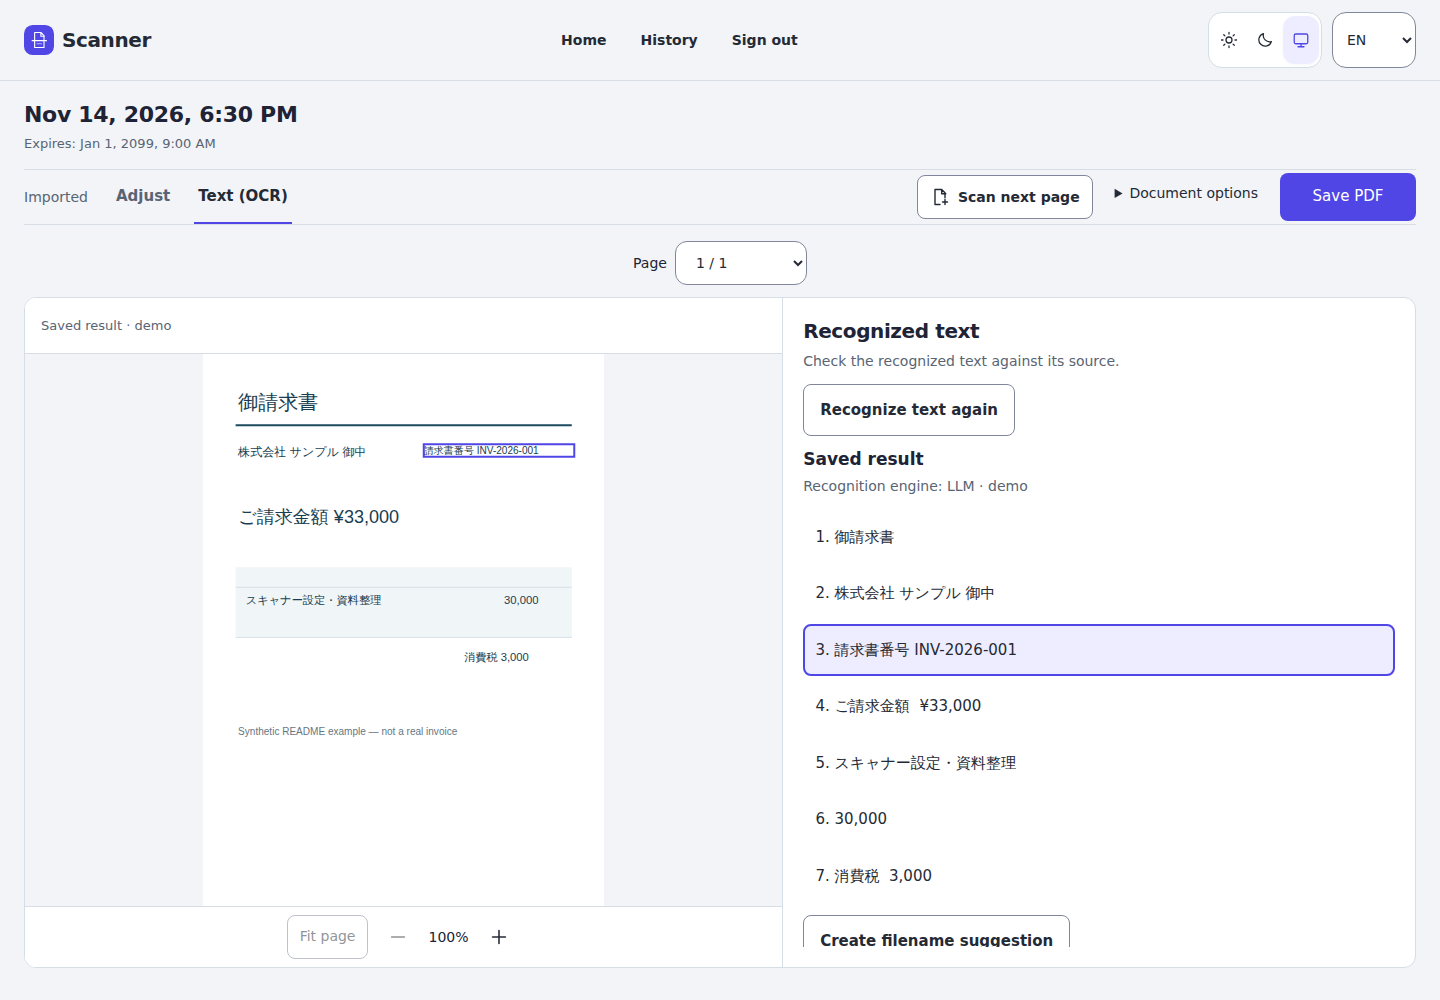 Scanner
Home History Sign out
EN
Nov 14, 2026, 6:30 PM
Expires: Jan 1, 2099, 9:00 AM
Imported Adjust Text (OCR)
Scan next page
Document options
Save PDF
Page 1 / 1
Saved result · demo
御請求書
株式会社 サンプル 御中
請求書番号 INV-2026-001
ご請求金額 ¥33,000
スキャナー設定・資料整理 30,000
消費税 3,000
Synthetic README example — not a real invoice
Fit page
100%
Recognized text
Check the recognized text against its source.
Recognize text again
Saved result
Recognition engine: LLM · demo
1. 御請求書
2. 株式会社 サンプル 御中
3. 請求書番号 INV-2026-001
4. ご請求金額 ¥33,000
5. スキャナー設定・資料整理
6. 30,000
7. 消費税 3,000
Create filename suggestion